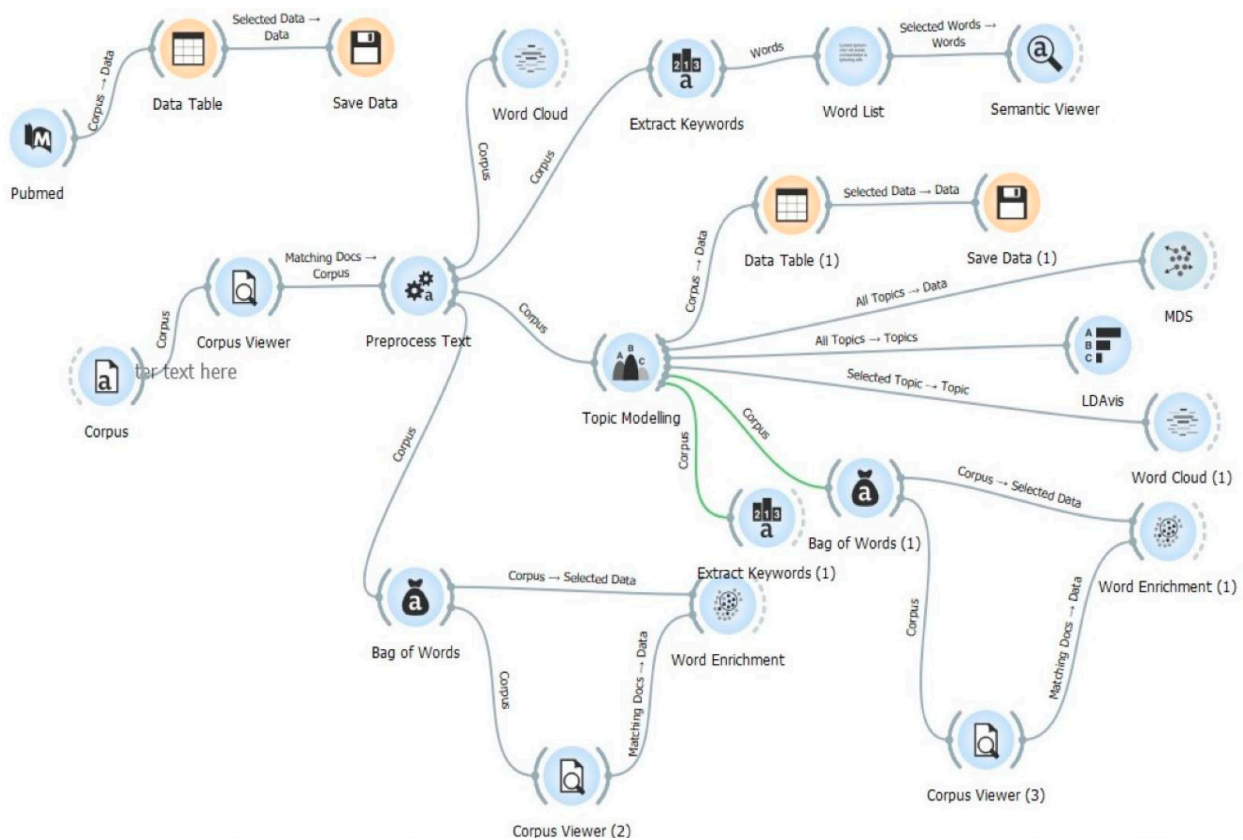 Selected Data → Data
Corpus → Data
Data Table
Save Data
Pubmed
Corpus
Word Cloud
Corpus
Words
Selected Words → Words
Extract Keywords
Word List
Semantic Viewer
Matching Docs → Corpus
Corpus
Corpus Viewer
Preprocess Text
ter text here
Corpus
Corpus
Corpus → Data
Selected Data → Data
Data Table (1)
Save Data (1)
All Topics → Data
MDS
All Topics → Topics
LDAvis
Selected Topic → Topic
Word Cloud (1)
Topic Modelling
Corpus
Corpus
Extract Keywords (1)
Bag of Words (1)
Corpus → Selected Data
Word Enrichment (1)
Corpus
Matching Docs → Data
Corpus Viewer (3)
Corpus
Bag of Words
Corpus → Selected Data
Word Enrichment
Corpus
Matching Docs → Data
Corpus Viewer (2)